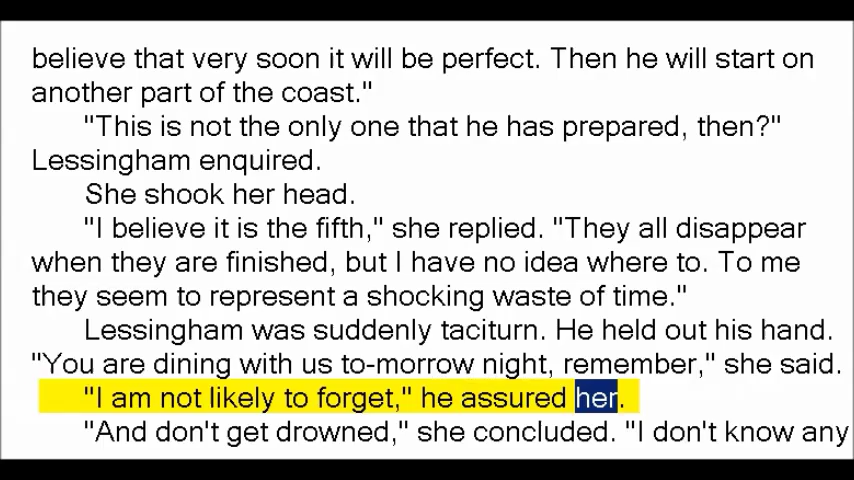 believe that very soon it will be perfect. Then he will start on
another part of the coast."
"This is not the only one that he has prepared, then?"
Lessingham enquired.
She shook her head.
"I believe it is the fifth," she replied. "They all disappear
when they are finished, but I have no idea where to. To me
they seem to represent a shocking waste of time."
Lessingham was suddenly taciturn. He held out his hand.
"You are dining with us to-morrow night, remember," she said.
"I am not likely to forget," he assured her.
"And don't get drowned," she concluded. "I don't know any